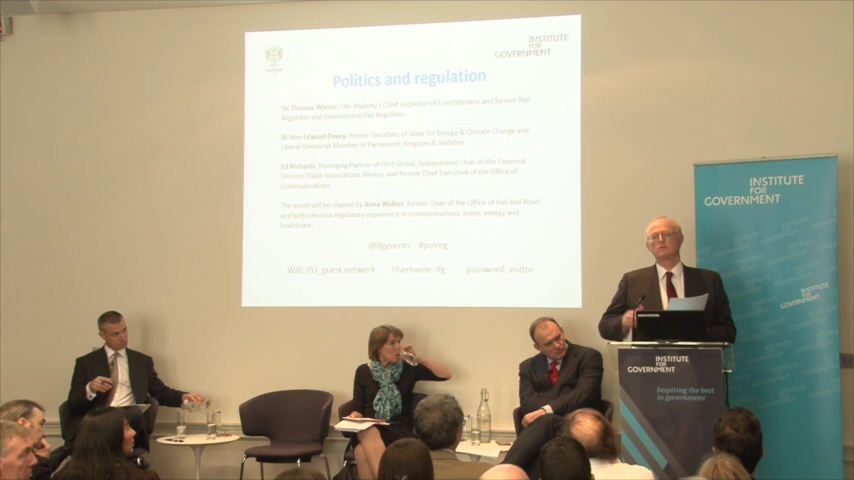 INSTITUTE
FOR
GOVERNMENT
Politics and regulation
Sir Thomas Winsor, Her Majesty's Chief Inspector of Constabulary, and former Rail
Regulator and International Rail Regulator
Rt Hon Edward Davey, former Secretary of State for Energy & Climate Change and
Liberal Democrat Member of Parliament, Kingston & Surbiton
Ed Richards, Managing Partner of Flint Global, Independent Chair of the Financial
Services Trade Associations Review, and former Chief Executive of the Office of
Communications.
The event will be chaired by Anna Walker, former Chair of the Office of Rail and Road
and with previous regulatory experience in communications, water, energy and
healthcare.
@ifgevents #polreg
Wifi: IfG_guest network Username: ifg password: visitor
INSTITUTE
FOR
GOVERNMENT
INSTITUTE
FOR
GOVERNMENT
INSTITUTE
FOR
GOVERNMENT
Inspiring the best
in government